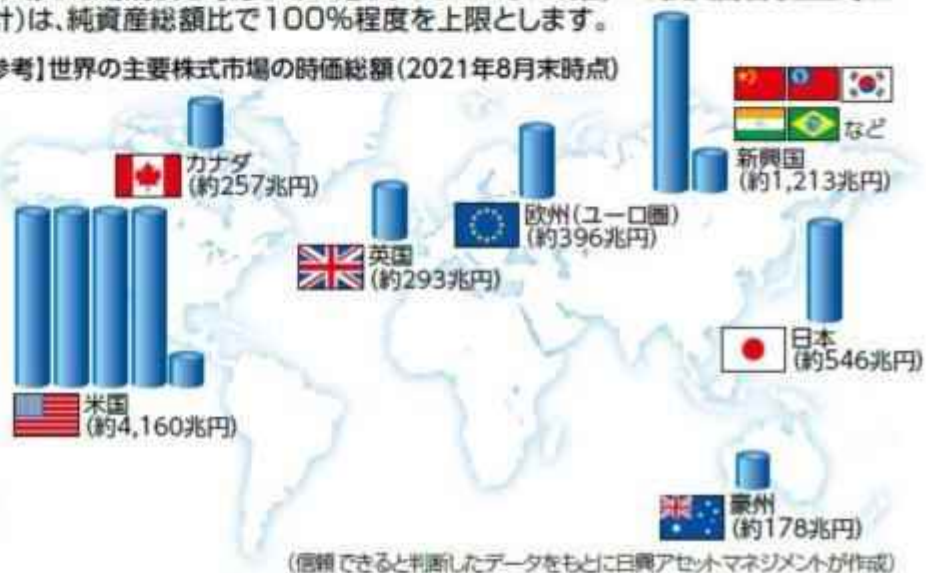 計)は、純資産総額比で100%程度を上限とします。
考】世界の主要株式市場の時価総額(2021年8月末時点)
カナダ
(約257兆円)
など
新興国
(約1,213兆円)
欧州(ユーロ圏)
(約396兆円)
英国
(約293兆円)
日本
(約546兆円)
米国
(約4,160兆円)
豪州
(約178兆円)
(信頼できると判断したデータをもとに日興アセットマネジメントが作成)